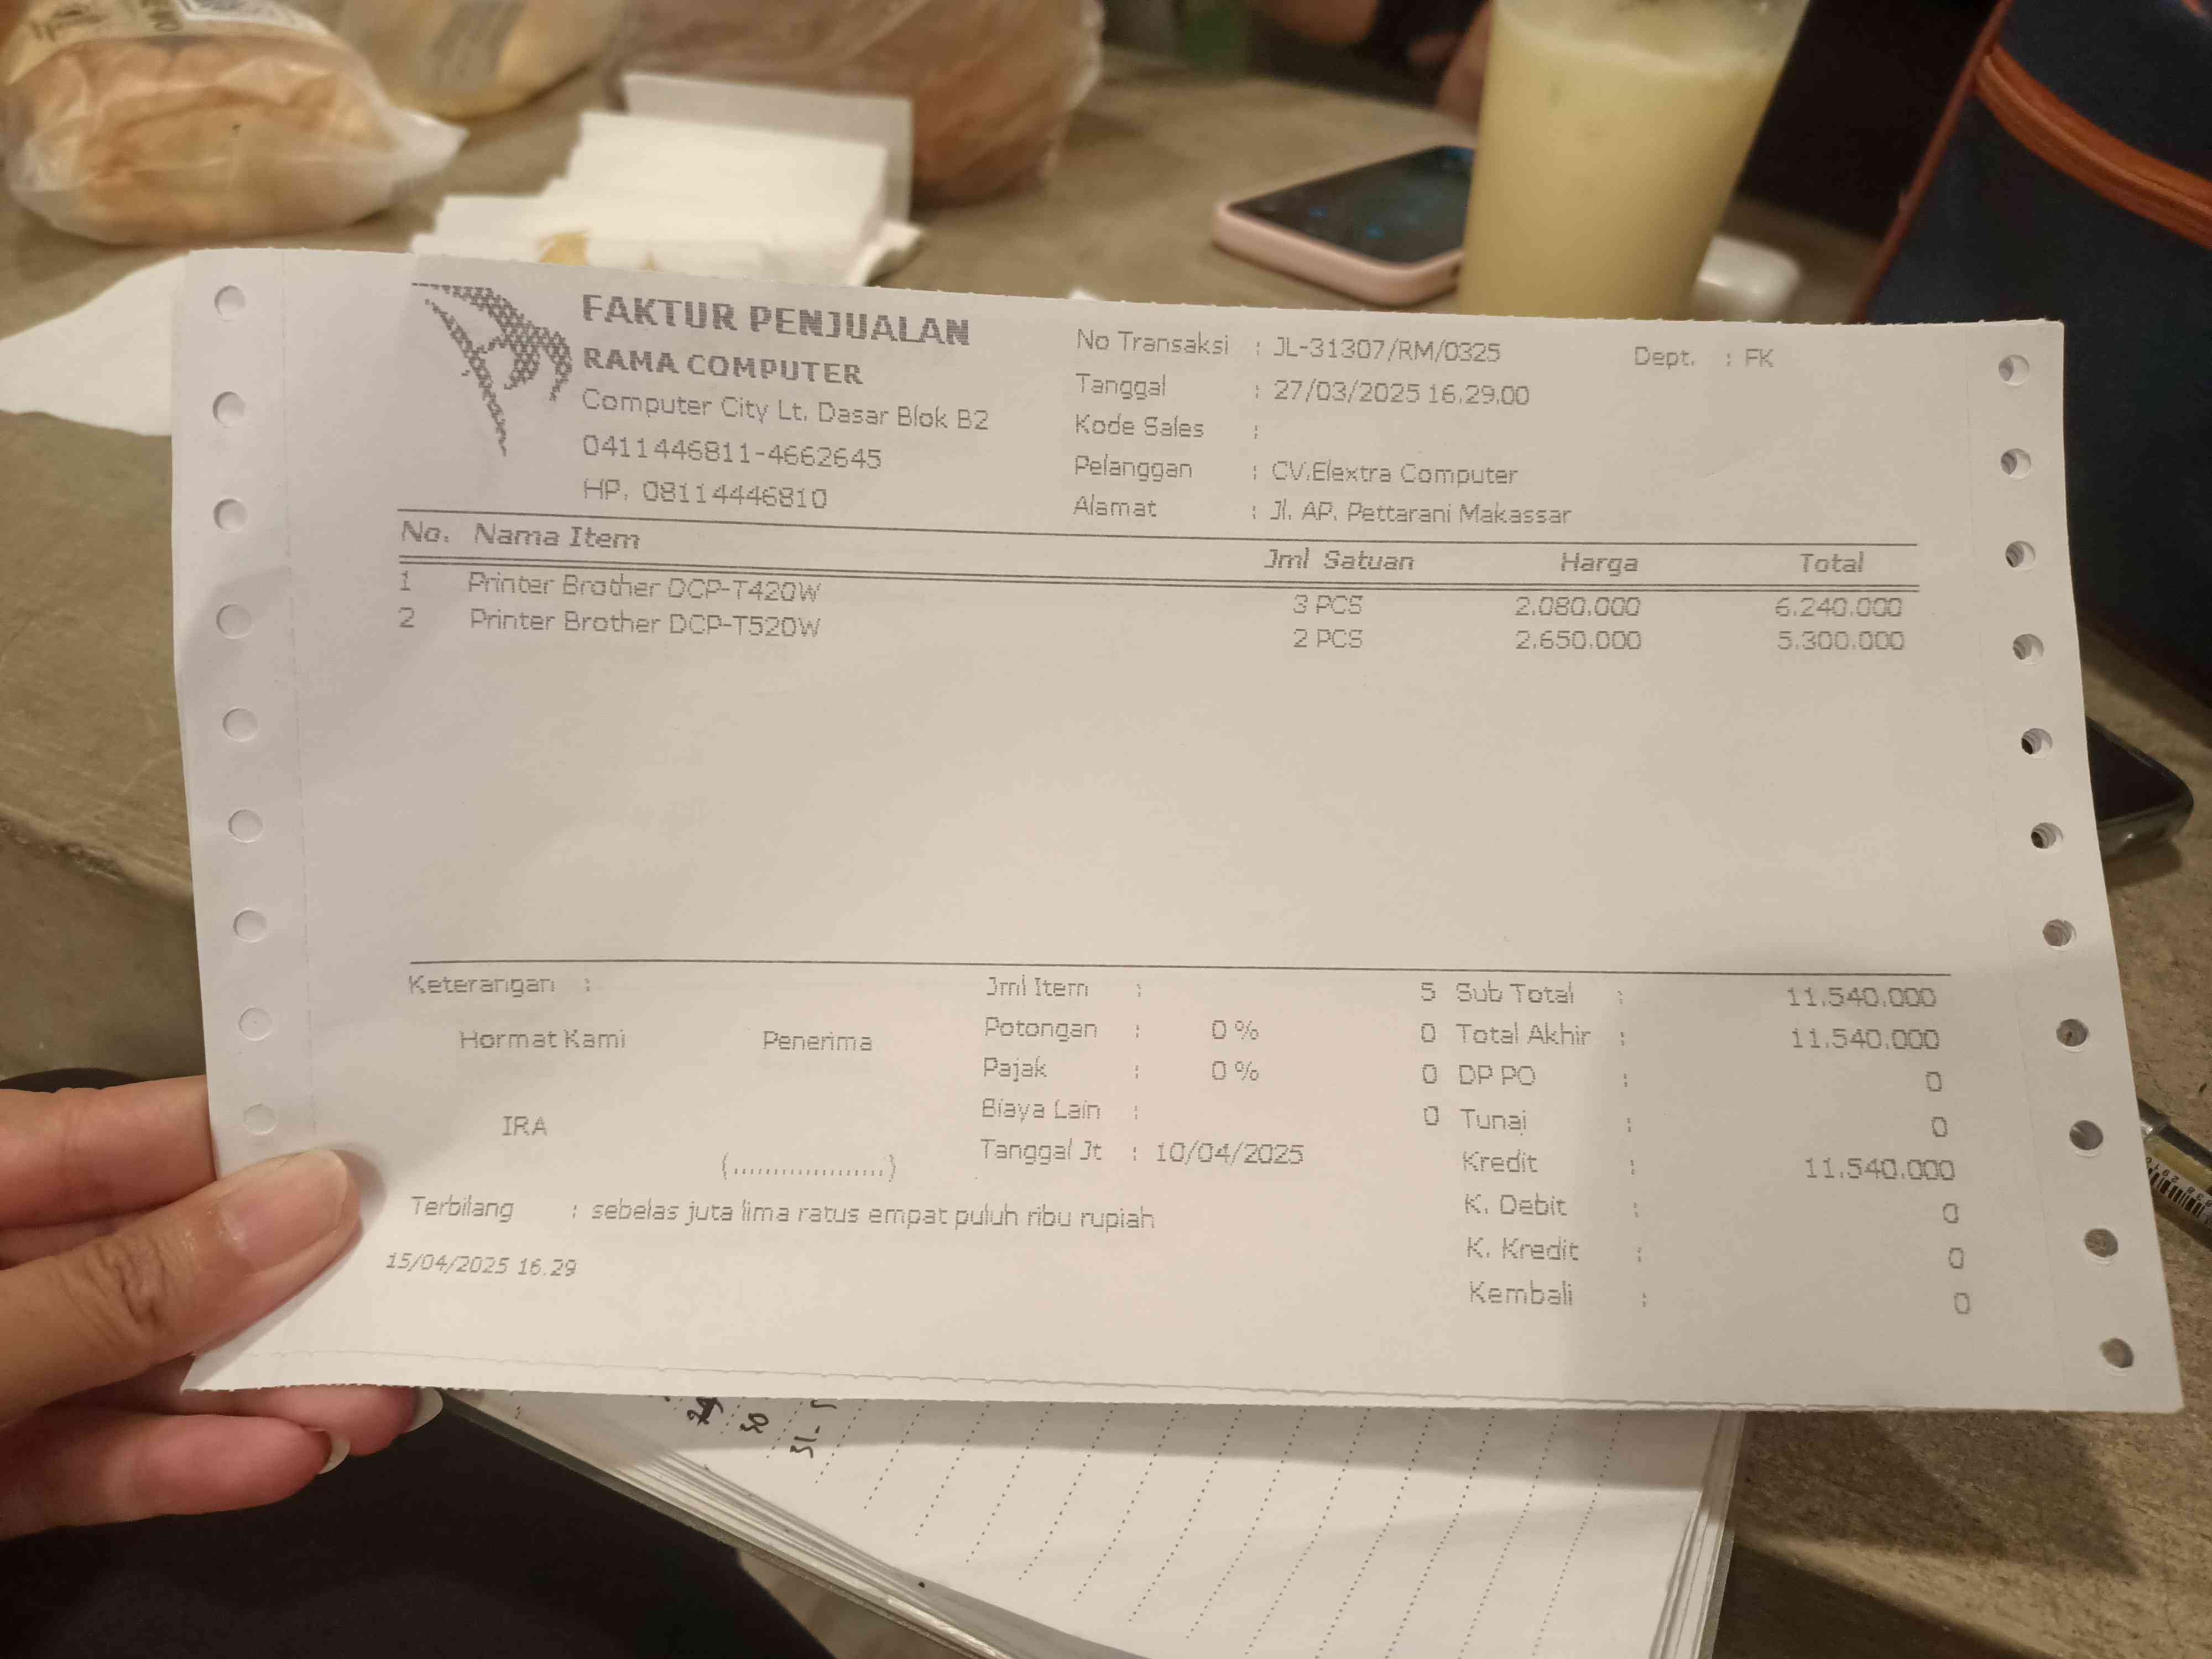 FAKTUR PENJUALAN
RAMA COMPUTER
Computer City Lt. Dasar Blok B2
0411446811-4662645
HP. 08114446810
No Transaksi : JL-31307/RM/0325
Dept. : FK
Tanggal : 27/03/2025 16.29.00
Kode Sales :
Pelanggan : CV.Elextra Computer
Alamat : Jl. AP. Pettarani Makassar
No. Nama Item Jml Satuan Harga Total
1 Printer Brother DCP-T420W 3 PCS 2.080.000 6.240.000
2 Printer Brother DCP-T520W 2 PCS 2.650.000 5.300.000
Keterangan :
Hormat Kami Penerima
IRA
(...................)
Jml Item : 5
Potongan : 0 % 0
Pajak : 0 % 0
Biaya Lain : 0
Tanggal Jt : 10/04/2025
Sub Total : 11.540.000
Total Akhir : 11.540.000
DP PO : 0
Tunai : 0
Kredit : 11.540.000
K. Debit : 0
K. Kredit : 0
Kembali : 0
Terbilang : sebelas juta lima ratus empat puluh ribu rupiah
15/04/2025 16.29
29
30
31-